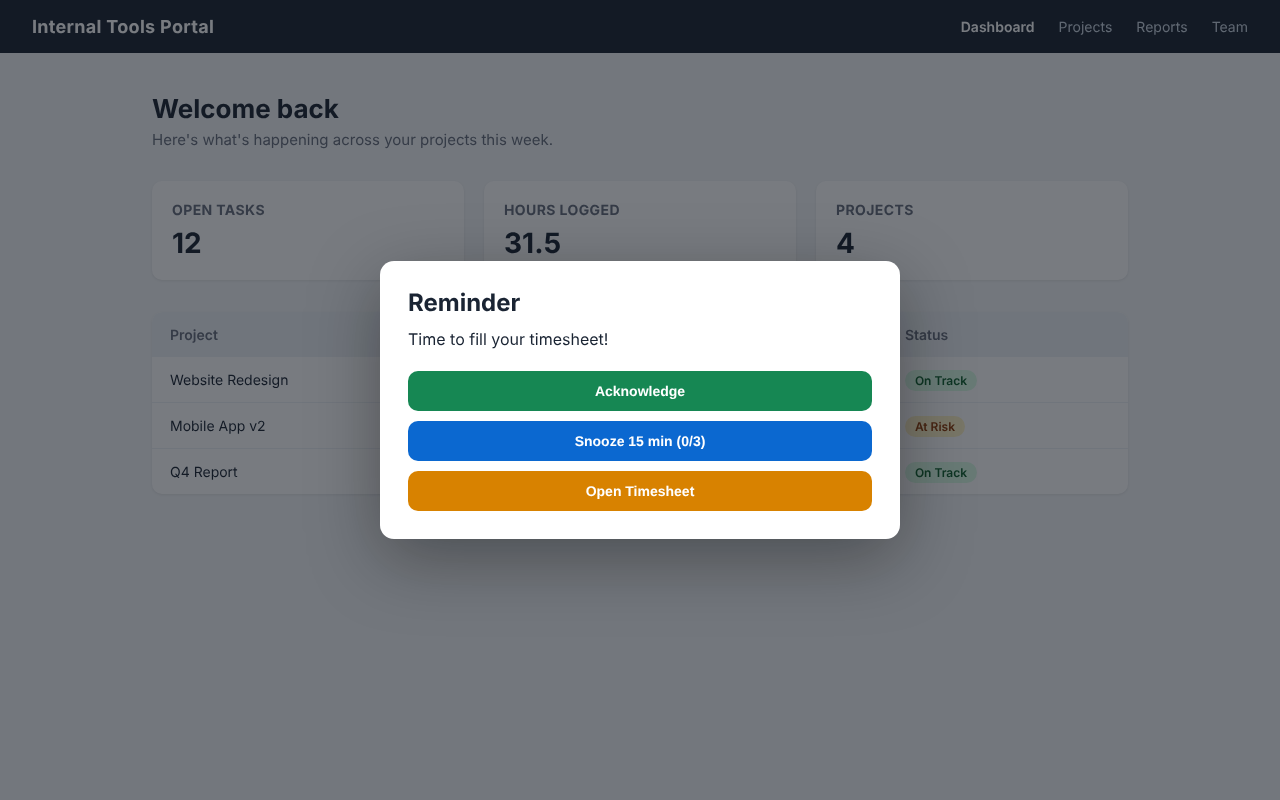 Internal Tools Portal
Dashboard Projects Reports Team
Welcome back
Here's what's happening across your projects this week.
OPEN TASKS
12
HOURS LOGGED
31.5
PROJECTS
4
Reminder
Time to fill your timesheet!
Acknowledge
Snooze 15 min (0/3)
Open Timesheet
Project Status
Website Redesign On Track
Mobile App v2 At Risk
Q4 Report On Track